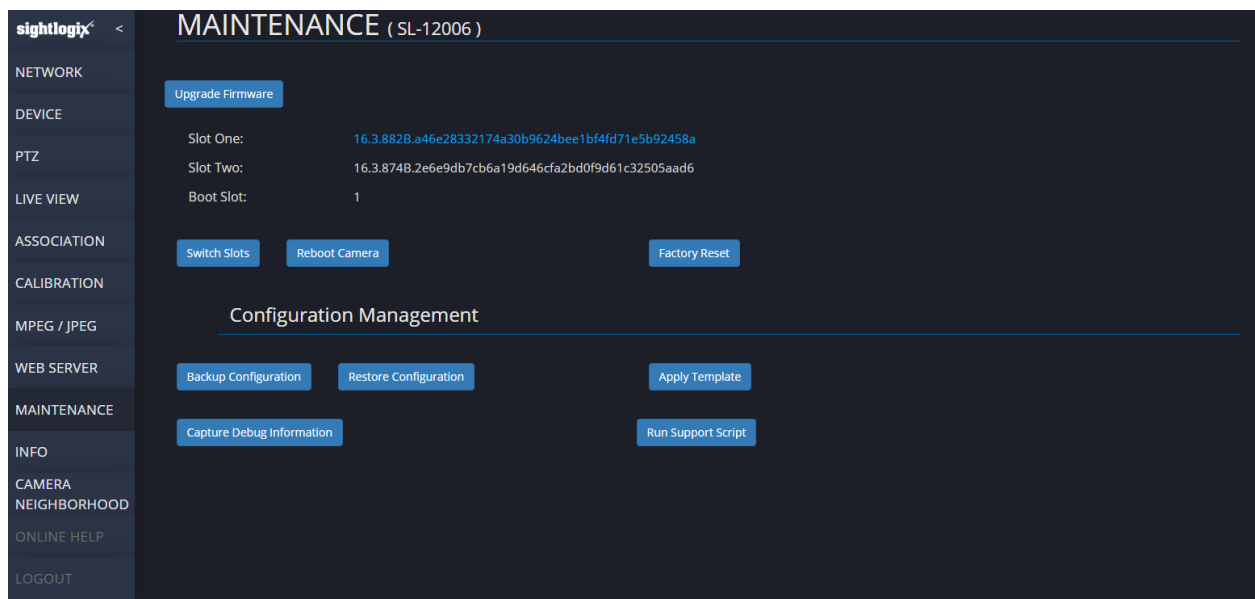 sightlogix <
NETWORK
DEVICE
PTZ
LIVE VIEW
ASSOCIATION
CALIBRATION
MPEG / JPEG
WEB SERVER
MAINTENANCE
INFO
CAMERA
NEIGHBORHOOD
ONLINE HELP
LOGOUT
MAINTENANCE ( SL-12006 )
Upgrade Firmware
Slot One: 16.3.882B.a46e28332174a30b9624bee1bf4fd71e5b92458a
Slot Two: 16.3.874B.2e6e9db7cb6a19d646cfa2bd0f9d61c32505aad6
Boot Slot: 1
Switch Slots Reboot Camera Factory Reset
Configuration Management
Backup Configuration Restore Configuration Apply Template
Capture Debug Information Run Support Script